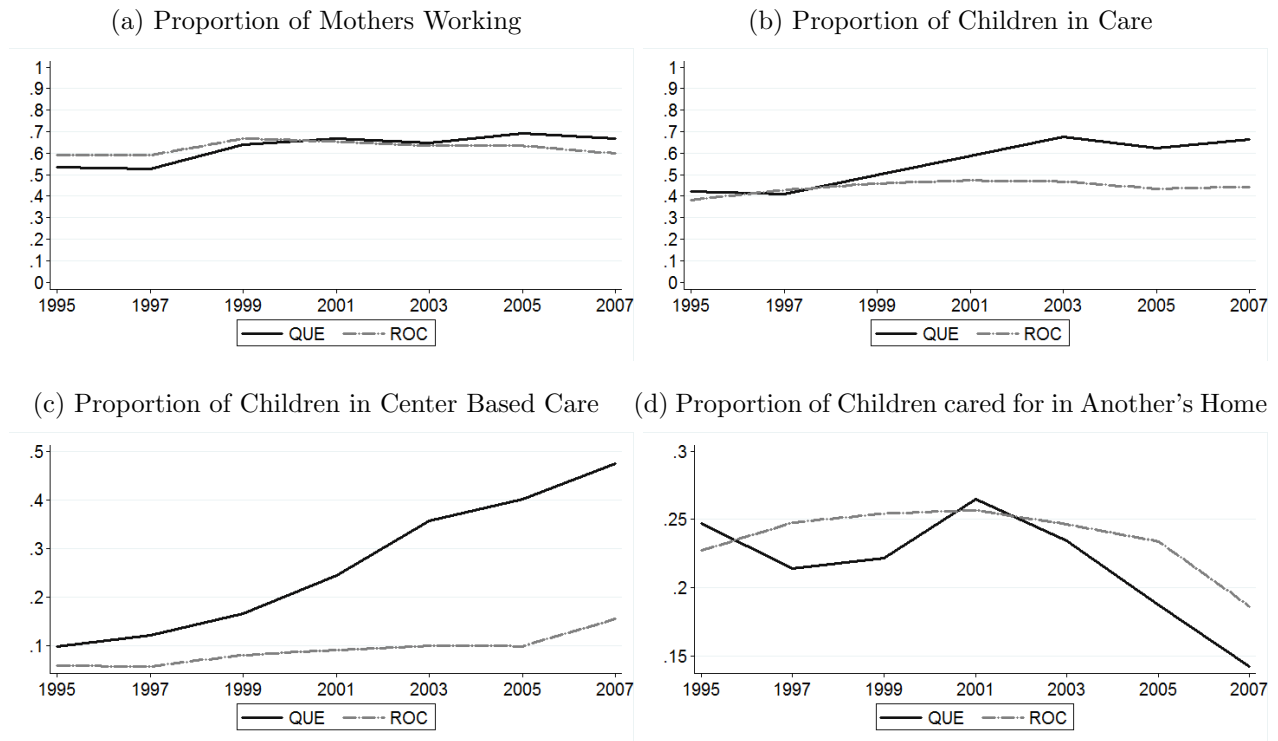 (a) Proportion of Mothers Working
1
.9
.8
.7
.6
.5
.4
.3
.2
.1
0
1995 1997 1999 2001 2003 2005 2007
QUE ROC
(b) Proportion of Children in Care
1
.9
.8
.7
.6
.5
.4
.3
.2
.1
0
1995 1997 1999 2001 2003 2005 2007
QUE ROC
(c) Proportion of Children in Center Based Care
.5
.4
.3
.2
.1
1995 1997 1999 2001 2003 2005 2007
QUE ROC
(d) Proportion of Children cared for in Another's Home
.3
.25
.2
.15
1995 1997 1999 2001 2003 2005 2007
QUE ROC